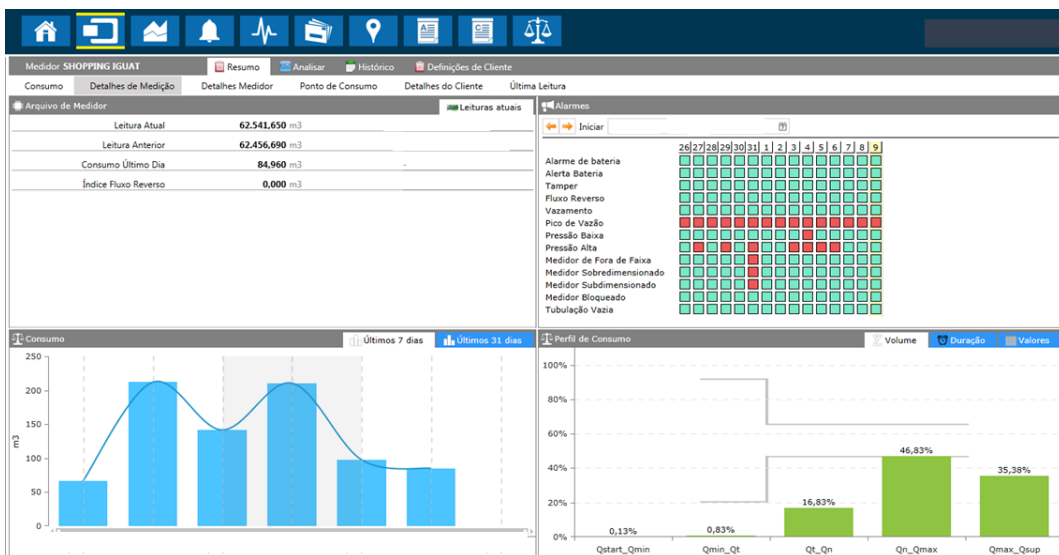 Medidor SHOPPING IGUAT Resumo Analisar Histórico Definições de Cliente
Consumo Detalhes de Medição Detalhes Medidor Ponto de Consumo Detalhes do Cliente Última Leitura
Arquivo de Medidor Leituras atuais
Leitura Atual 62.541,650 m3
Leitura Anterior 62.456,690 m3
Consumo Último Dia 84,960 m3 -
Índice Fluxo Reverso 0,000 m3
Alarmes
Iniciar
26 27 28 29 30 31 1 2 3 4 5 6 7 8 9
Alarme de bateria
Alerta Bateria
Tamper
Fluxo Reverso
Vazamento
Pico de Vazão
Pressão Baixa
Pressão Alta
Medidor de Fora de Faixa
Medidor Sobredimensionado
Medidor Subdimensionado
Medidor Bloqueado
Tubulação Vazia
Consumo Últimos 7 dias Últimos 31 dias
250
200
150
100
50
0
m3
Perfil de Consumo Volume Duração Valores
100%
80%
60%
40%
20%
0%
0,13% 0,83% 16,83% 46,83% 35,38%
Qstart_Qmin Qmin_Qt Qt_Qn Qn_Qmax Qmax_Qsup